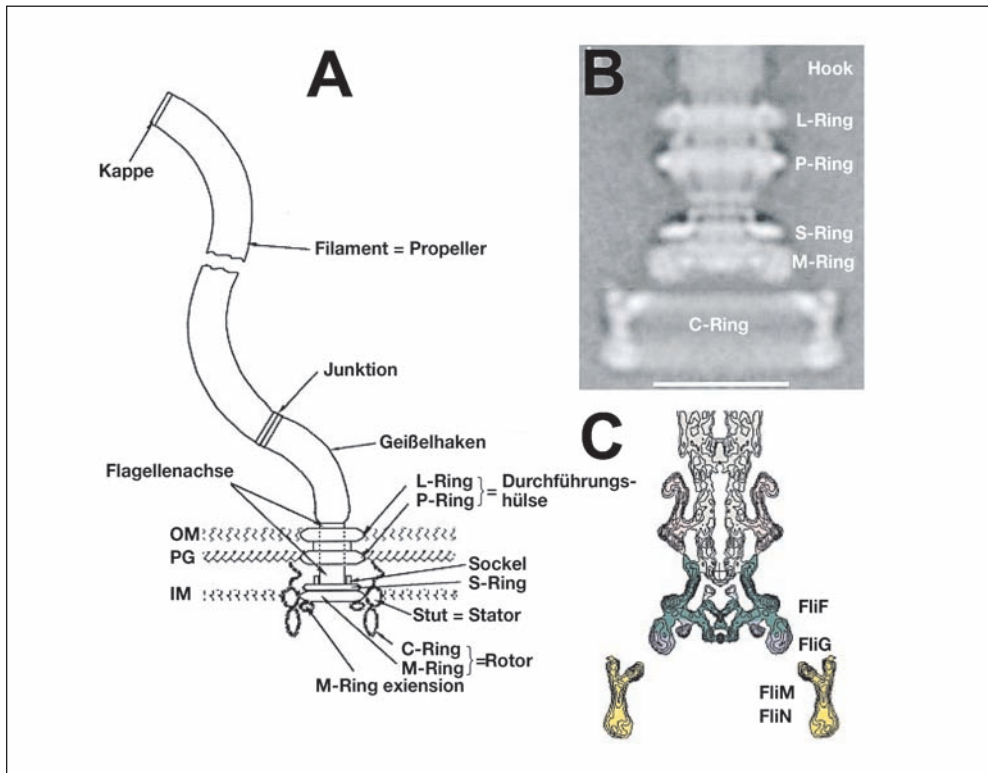 A
Kappe
Filament = Propeller
Junktion
Geißelhaken
Flagellenachse
L-Ring
P-Ring
= Durchführungs-
hülse
OM
PG
IM
Sockel
S-Ring
Stut = Stator
C-Ring
M-Ring
=Rotor
M-Ring exiension
B
Hook
L-Ring
P-Ring
S-Ring
M-Ring
C-Ring
C
FliF
FliG
FliM
FliN